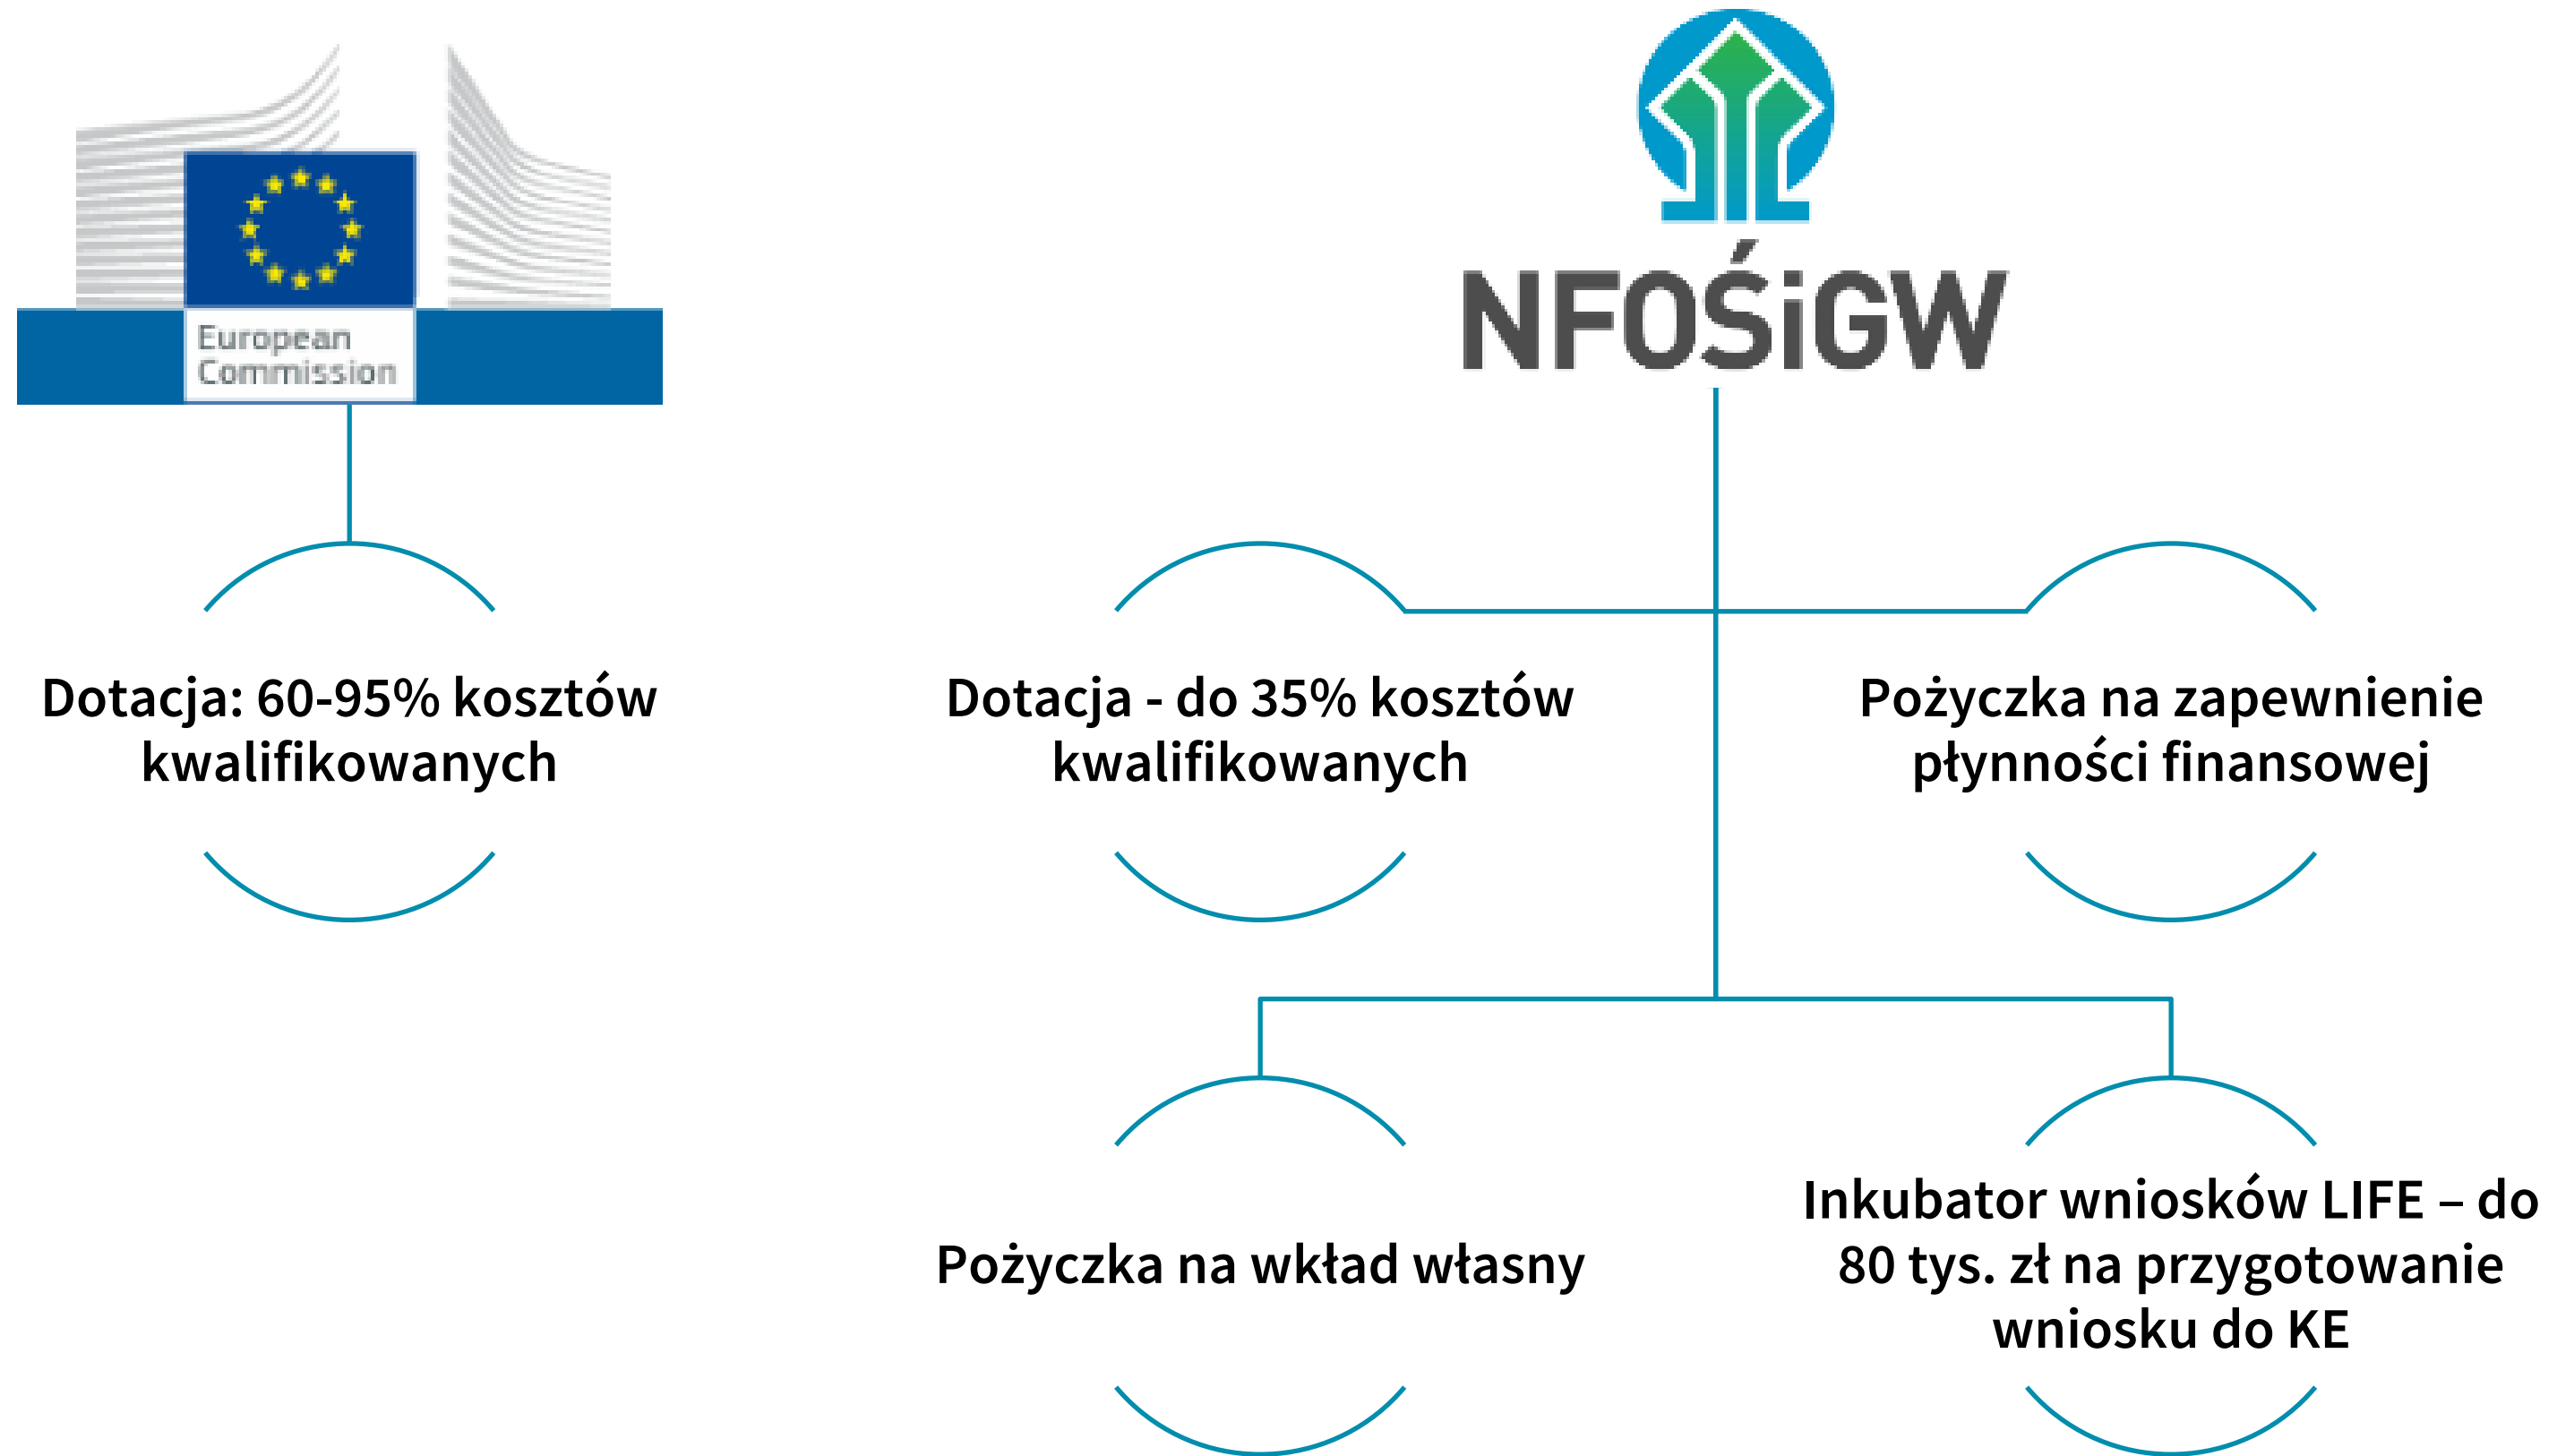 European
Commission
NFOŚiGW
Dotacja: 60-95% kosztów
kwalifikowanych
Dotacja - do 35% kosztów
kwalifikowanych
Pożyczka na zapewnienie
płynności finansowej
Pożyczka na wkład własny
Inkubator wniosków LIFE – do
80 tys. zł na przygotowanie
wniosku do KE